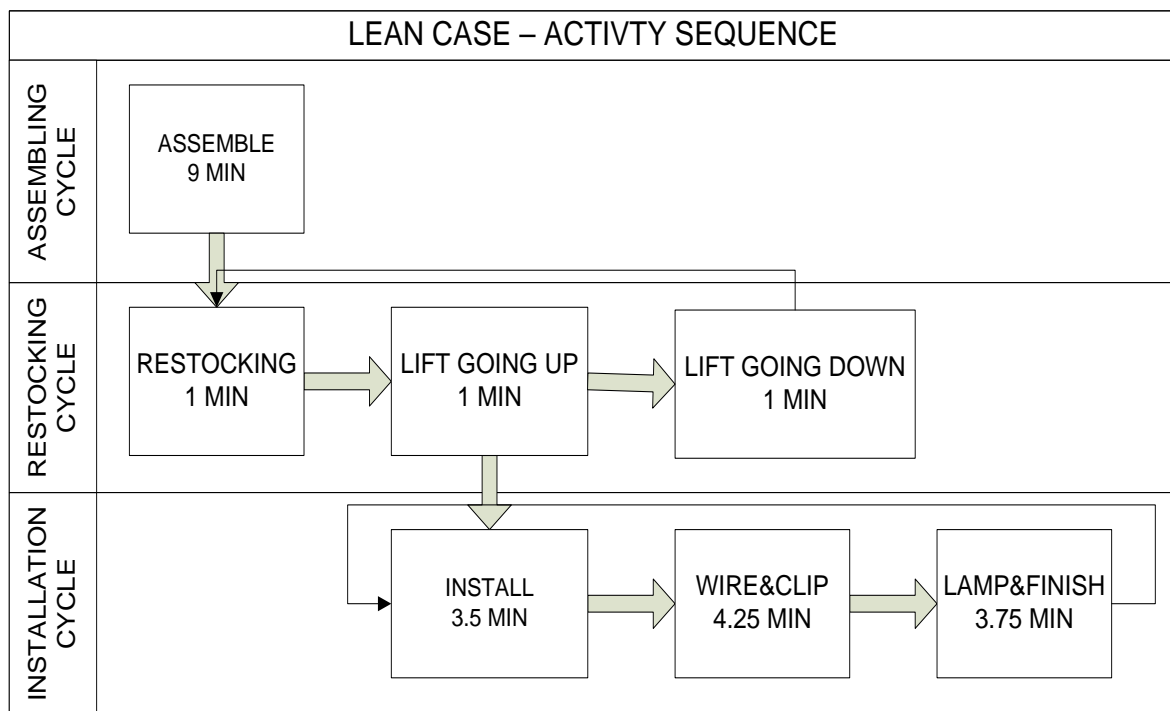 LEAN CASE – ACTIVTY SEQUENCE
ASSEMBLING
CYCLE
ASSEMBLE
9 MIN
RESTOCKING
CYCLE
RESTOCKING
1 MIN
LIFT GOING UP
1 MIN
LIFT GOING DOWN
1 MIN
INSTALLATION
CYCLE
INSTALL
3.5 MIN
WIRE&CLIP
4.25 MIN
LAMP&FINISH
3.75 MIN